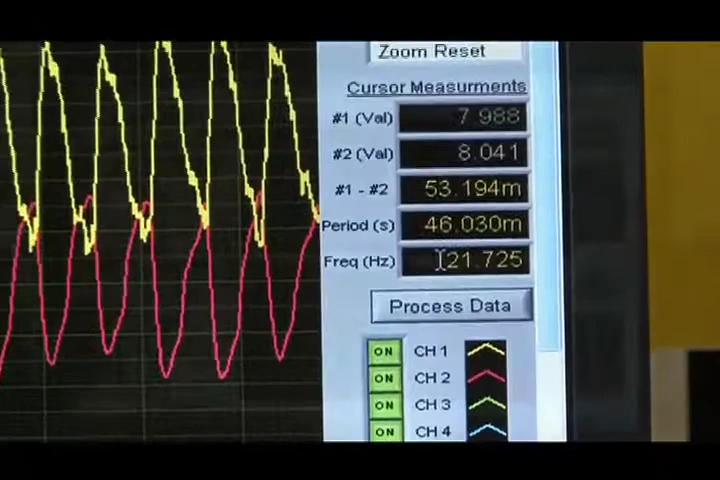 Zoom Reset
Cursor Measurments
#1 (Val) 7.988
#2 (Val) 8.041
#1 - #2 53.194m
Period (s) 46.030m
Freq (Hz) 21.725
Process Data
ON CH 1
ON CH 2
ON CH 3
ON CH 4